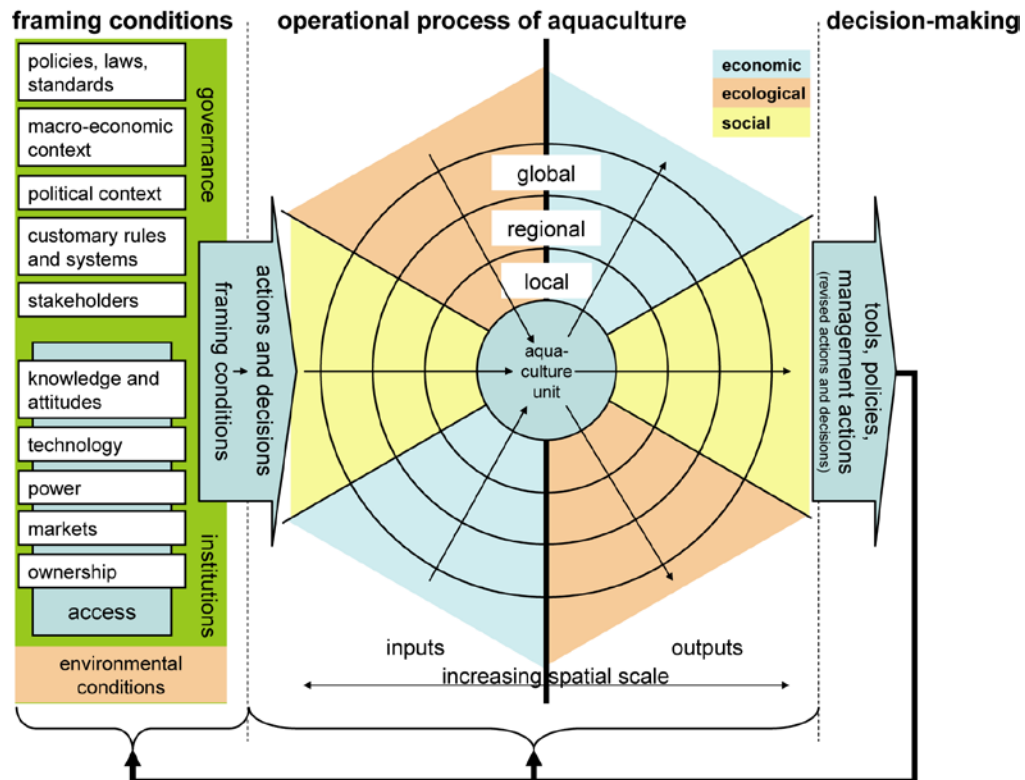 framing conditions
operational process of aquaculture
decision-making
policies, laws,
standards
macro-economic
context
political context
customary rules
and systems
stakeholders
governance
knowledge and
attitudes
technology
power
markets
ownership
access
institutions
environmental
conditions
framing conditions
actions and decisions
economic
ecological
social
global
regional
local
aqua-
culture
unit
inputs
outputs
increasing spatial scale
tools, policies,
management actions
(revised actions and decisions)